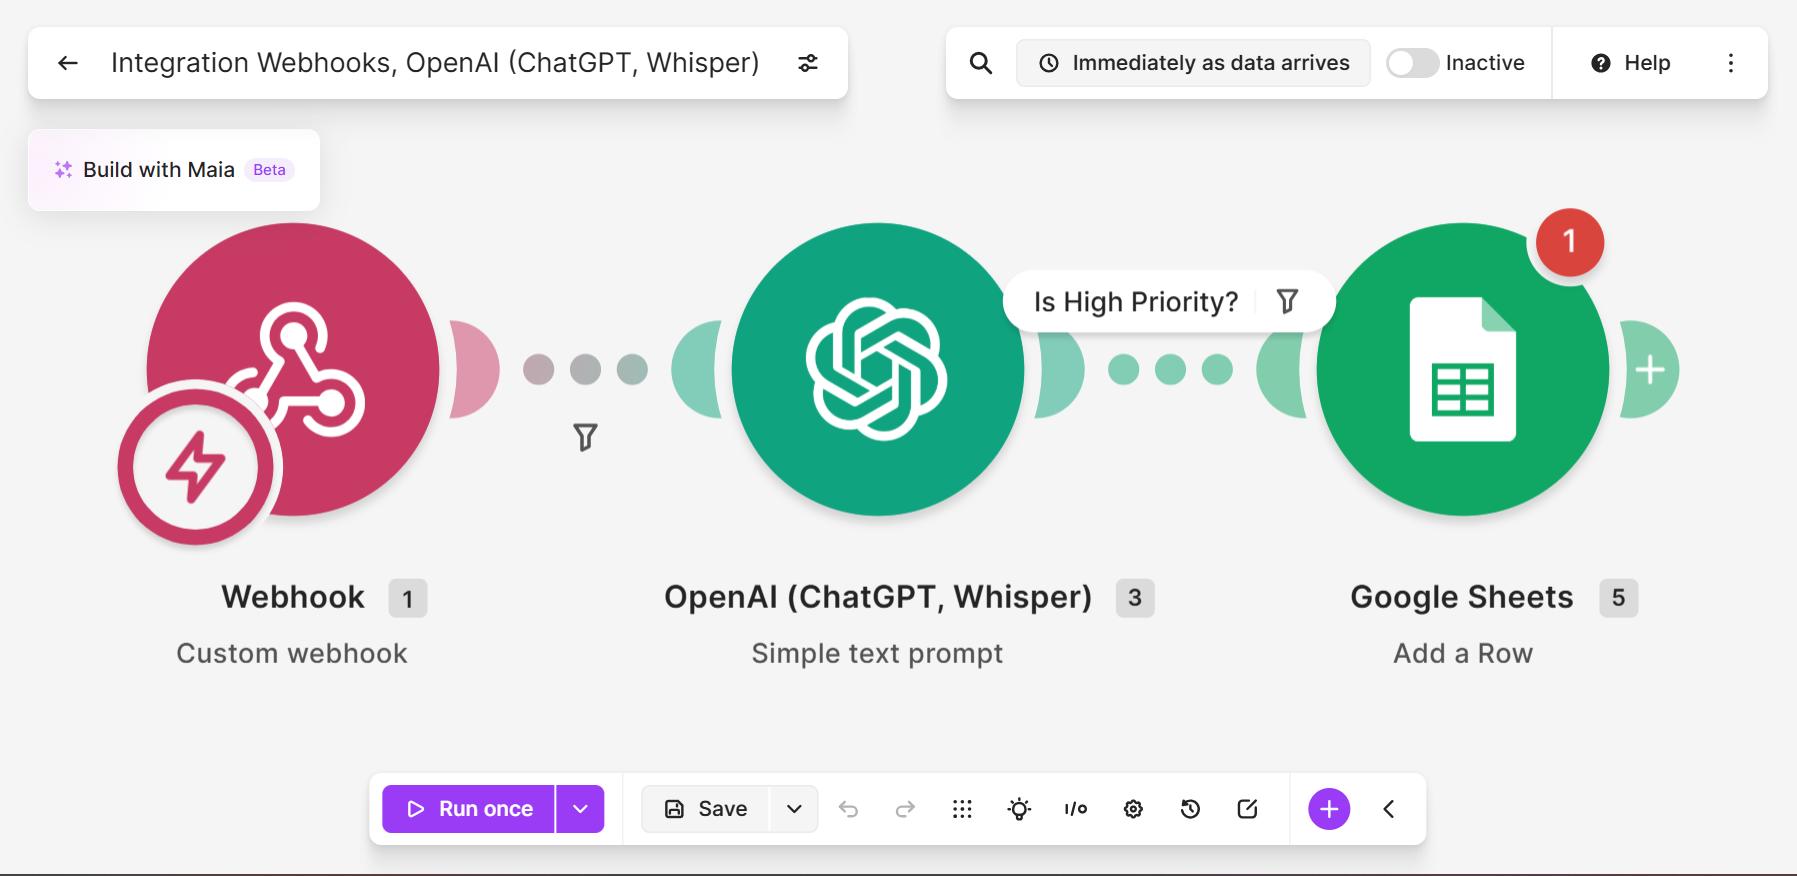 Integration Webhooks, OpenAI (ChatGPT, Whisper)
Immediately as data arrives
Inactive
Help
Build with Maia Beta
1
Is High Priority?
Webhook 1
Custom webhook
OpenAI (ChatGPT, Whisper) 3
Simple text prompt
Google Sheets 5
Add a Row
Run once
Save